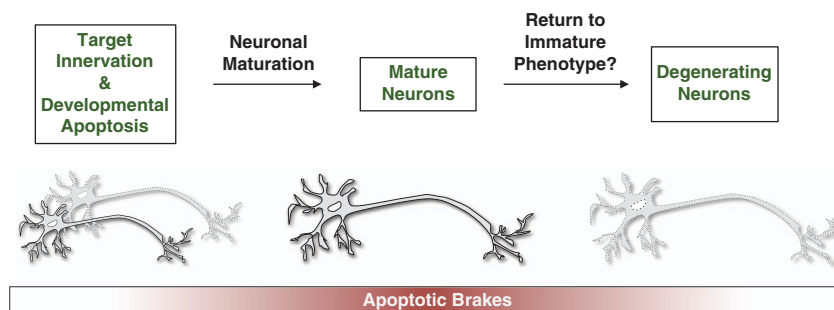 Target
Innervation
&
Developmental
Apoptosis
Neuronal
Maturation
Mature
Neurons
Return to
Immature
Phenotype?
Degenerating
Neurons
Apoptotic Brakes